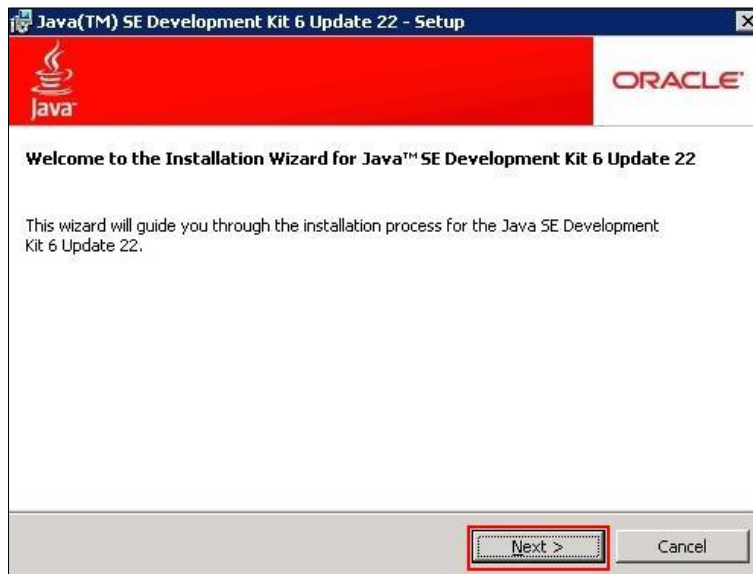 Java(TM) SE Development Kit 6 Update 22 - Setup
Java™
ORACLE®
Welcome to the Installation Wizard for Java™ SE Development Kit 6 Update 22
This wizard will guide you through the installation process for the Java SE Development
Kit 6 Update 22.
Next >
Cancel